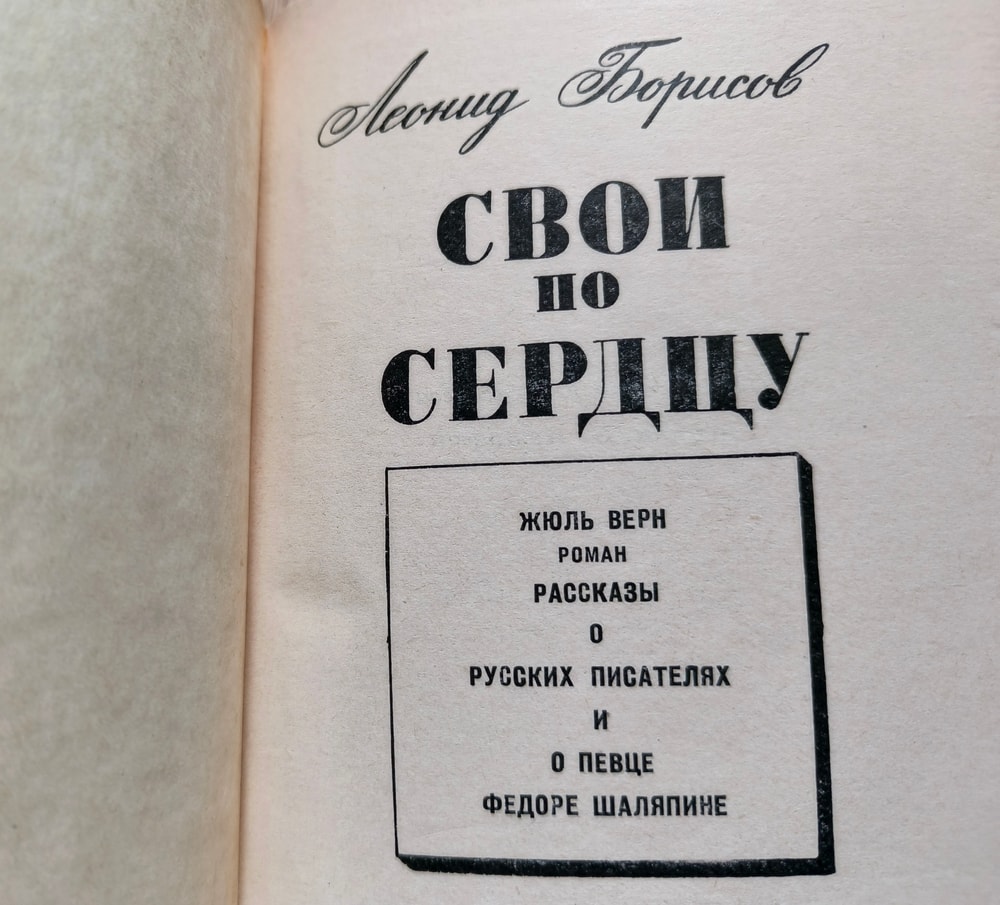 Леонид Борисов
СВОИ
ПО
СЕРДЦУ
ЖЮЛЬ ВЕРН
РОМАН
РАССКАЗЫ
О
РУССКИХ ПИСАТЕЛЯХ
И
О ПЕВЦЕ
ФЕДОРЕ ШАЛЯПИНЕ